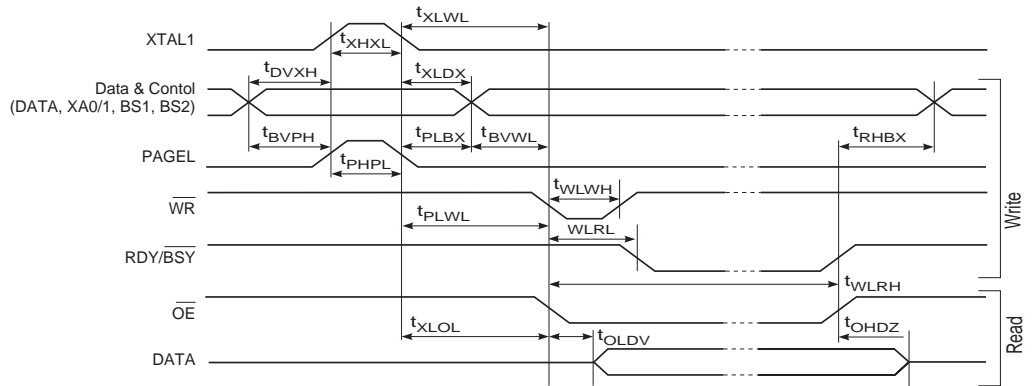 tXLWL
XTAL1
tXHXL
tDVXH
tXLDX
Data & Contol
(DATA, XA0/1, BS1, BS2)
tBVPH
tPLBX
tBVWL
tRHBX
PAGEL
tPHPL
tWLWH
WR
tPLWL
WLRL
Write
RDY/BSY
tWLRH
OE
tXLOL
tOLDV
tOHDZ
Read
DATA